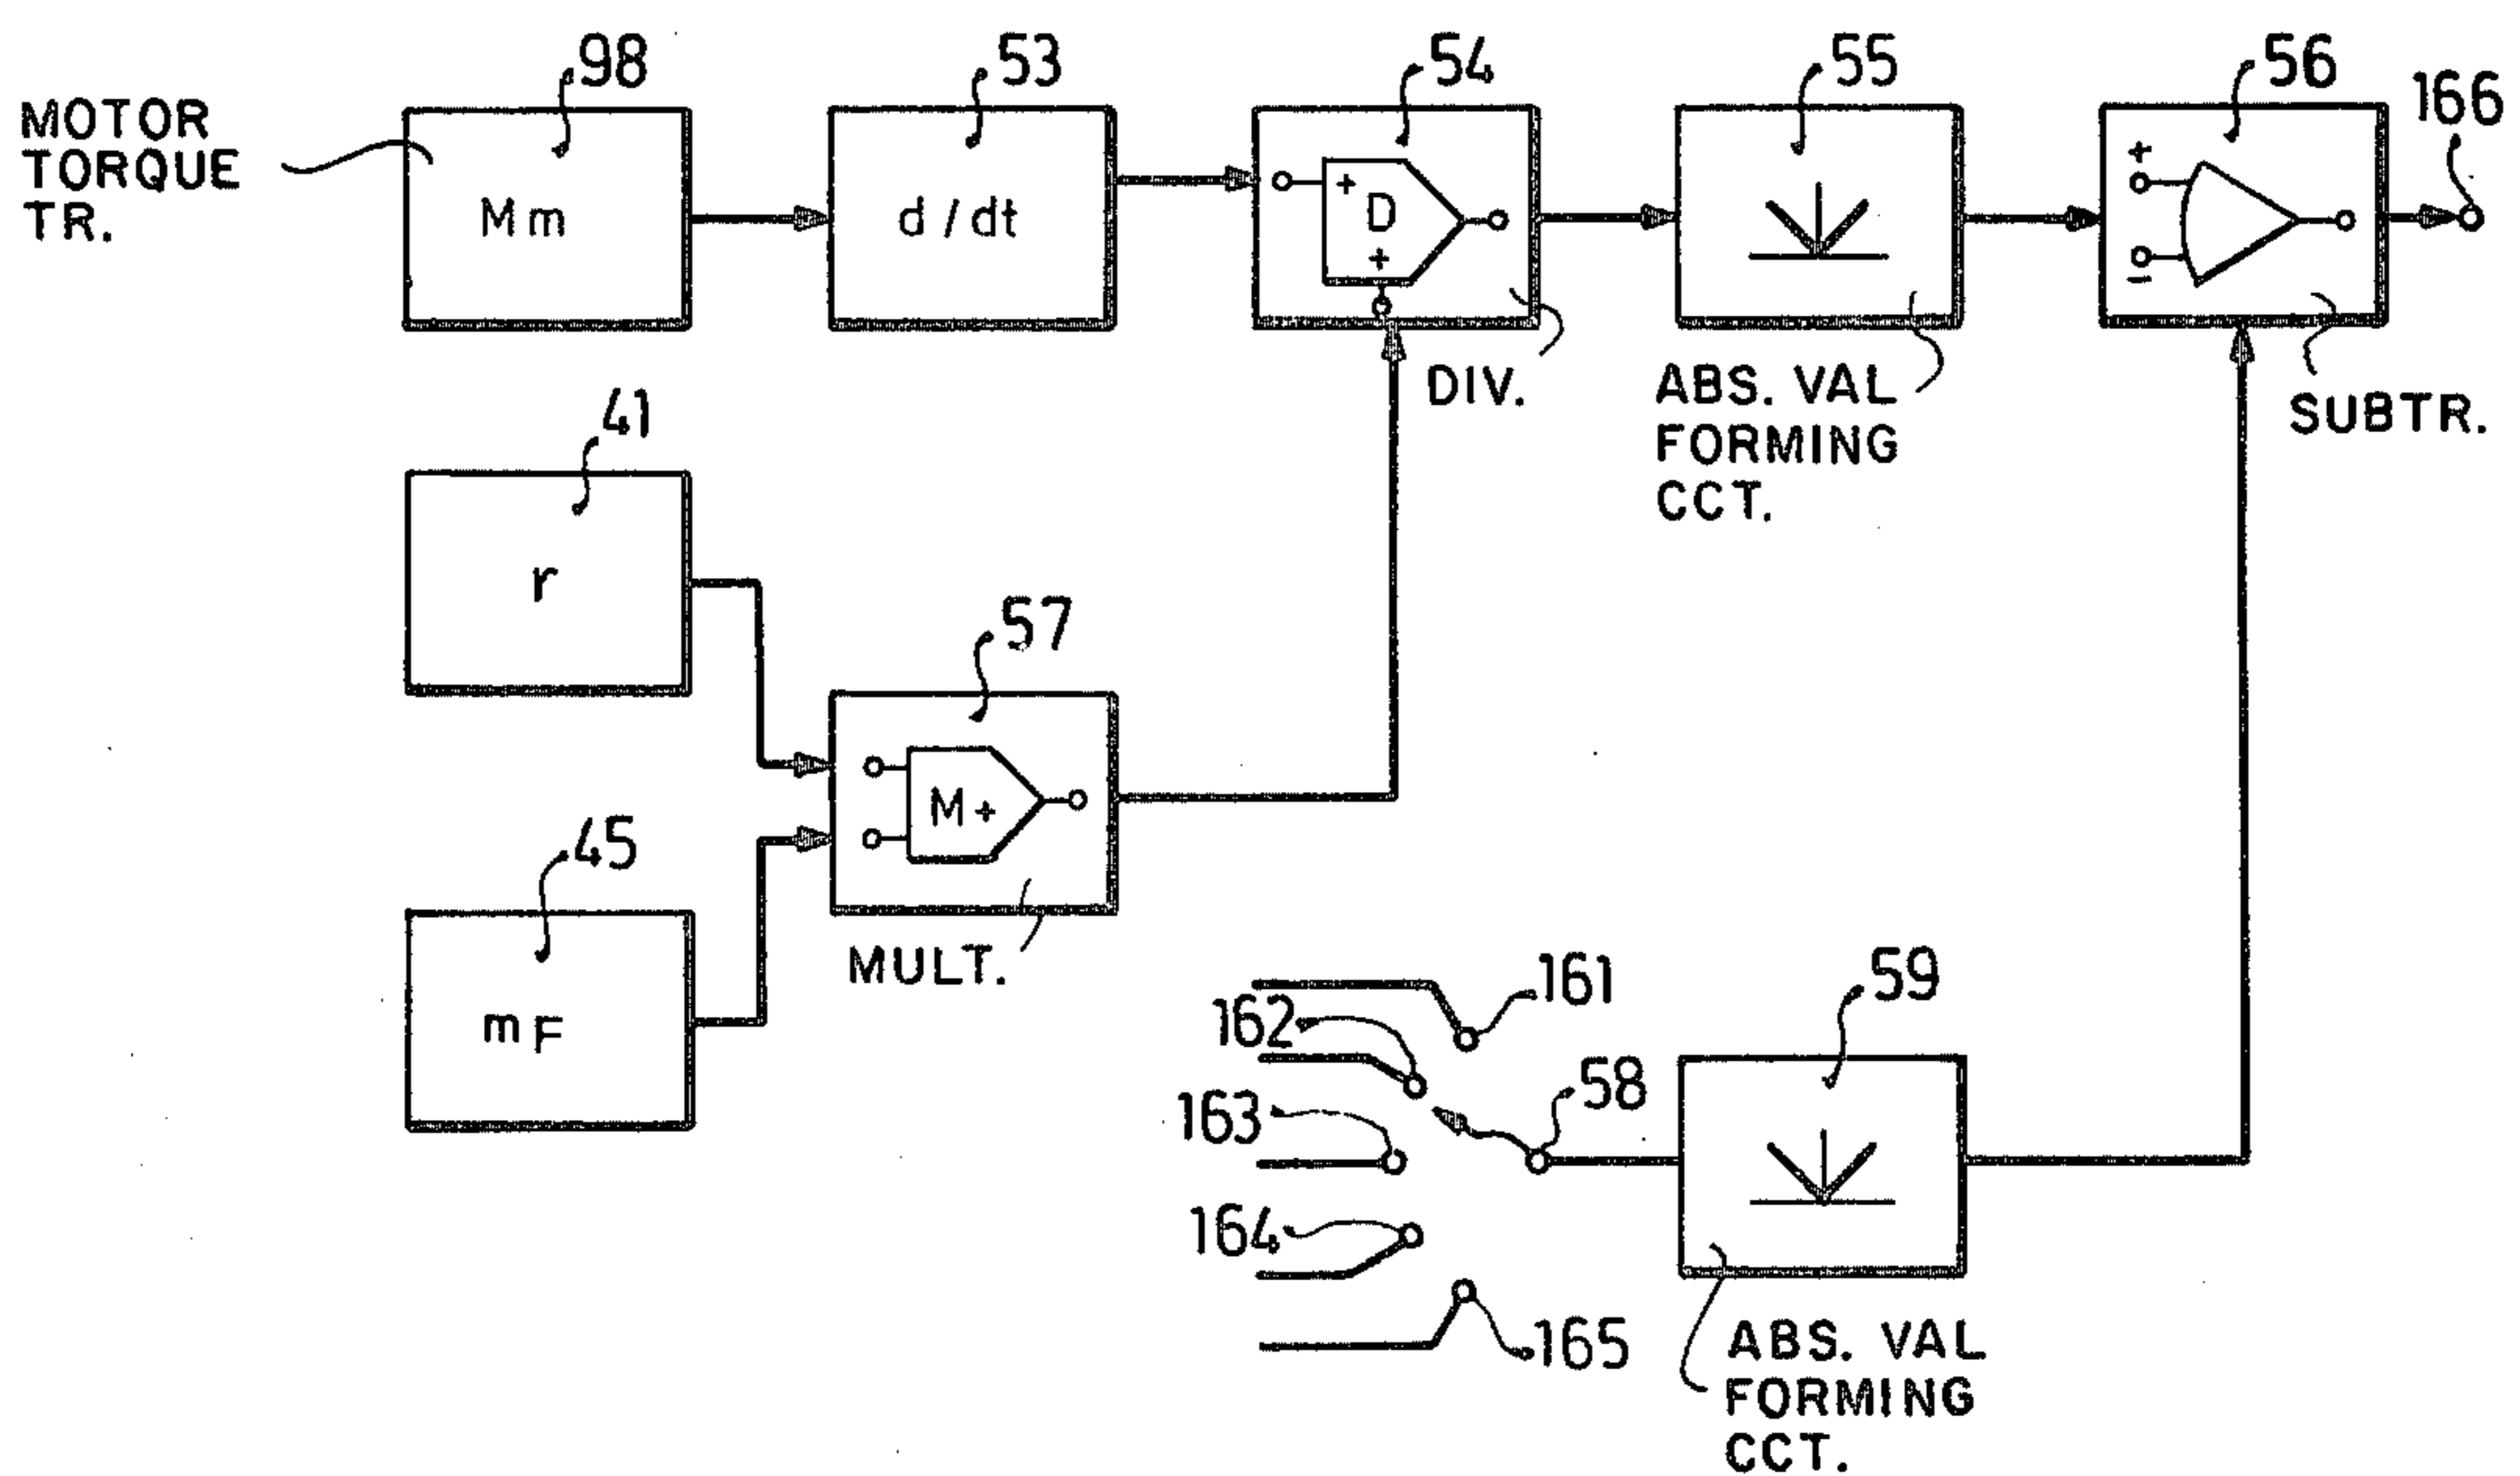 98
53
54
55
56
166
MOTOR
TORQUE
TR.
Mm
d/dt
+
D
+
+
−
DIV.
ABS. VAL
FORMING
CCT.
SUBTR.
41
r
57
M+
MULT.
45
mF
161
162
163
164
165
58
59
ABS. VAL
FORMING
CCT.